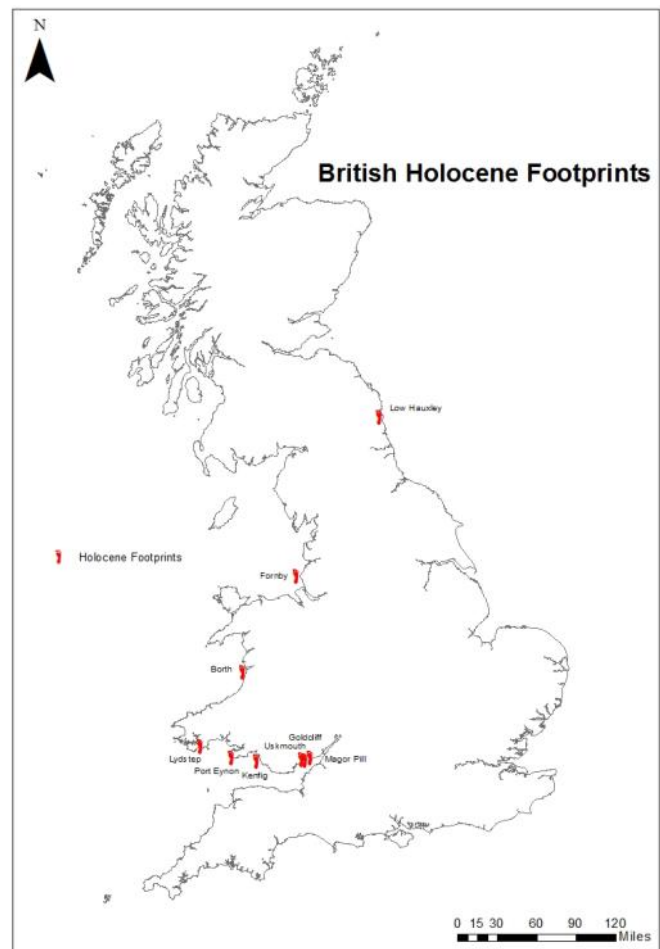 N
British Holocene Footprints
Low Hauxley
Holocene Footprints
Fornby
Borth
Goldcliff
Uskmouth
Lydstep
Port Eynon
Kenfig
Magor Pill
0 15 30 60 90 120
Miles